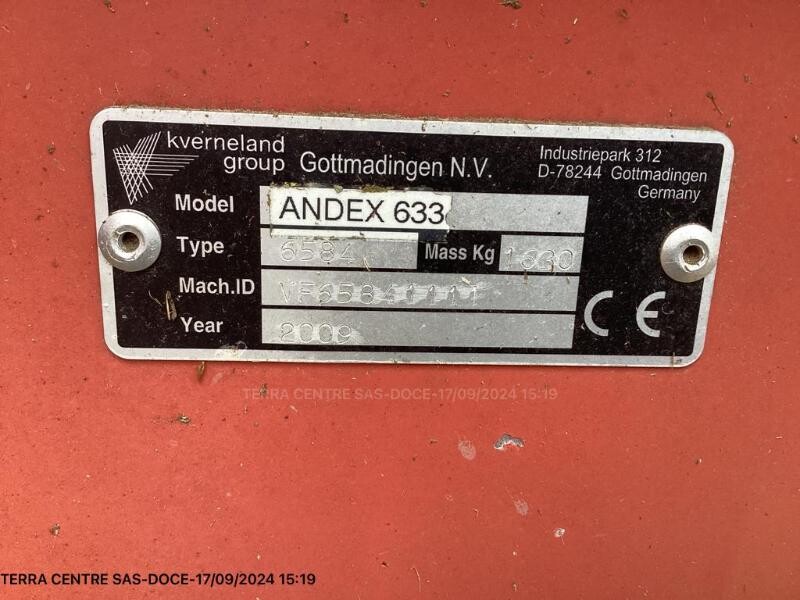 kverneland
group Gottmadingen N.V.
Industriepark 312
D-78244 Gottmadingen
Germany
Model ANDEX 633
Type 6584 Mass Kg 1630
Mach.ID VF65841111
Year 2009
CE
TERRA CENTRE SAS-DOCE-17/09/2024 15:19
TERRA CENTRE SAS-DOCE-17/09/2024 15:19